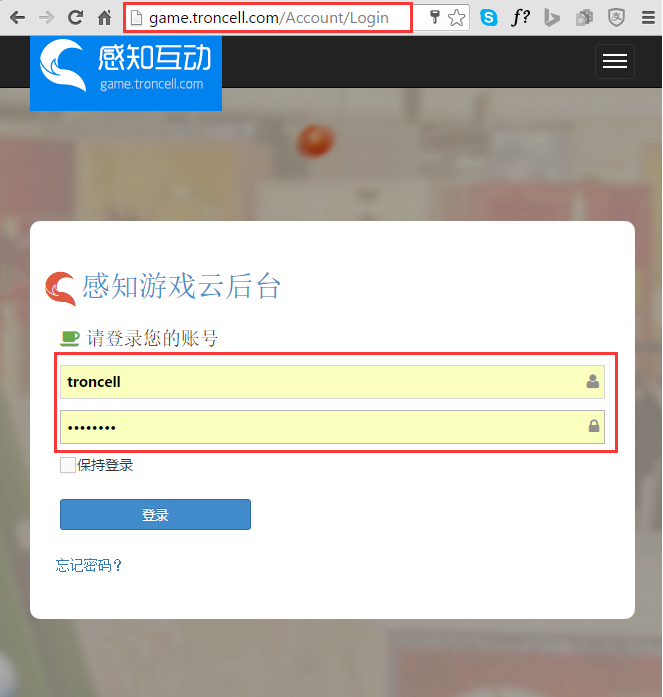 game.troncell.com/Account/Login
感知互动
game.troncell.com
感知游戏云后台
请登录您的账号
troncell
••••••••
保持登录
登录
忘记密码？